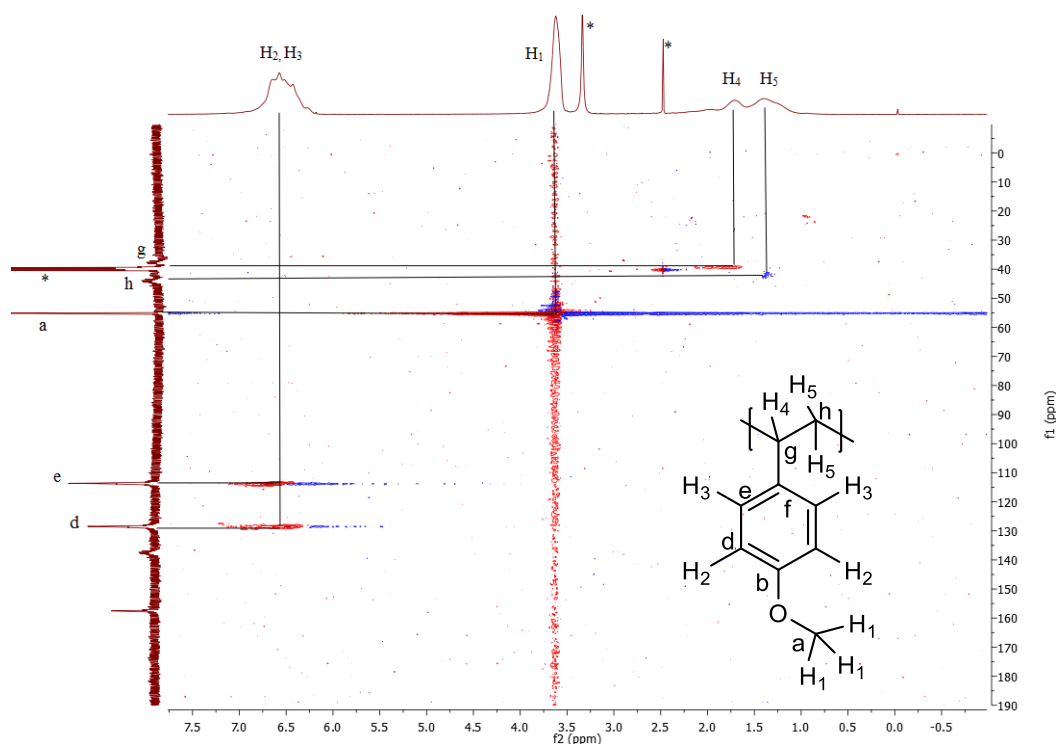 H2, H3
H1
*
*
H4
H5
g
*
h
a
e
d
0
10
20
30
40
50
60
70
80
90
100
110
120
130
140
150
160
170
180
190
f1 (ppm)
7.5
7.0
6.5
6.0
5.5
5.0
4.5
4.0
3.5
3.0
2.5
2.0
1.5
1.0
0.5
0.0
-0.5
f2 (ppm)
H5
H4
h
g
H5
H3
e
f
H3
d
H2
b
H2
O
a
H1
H1
H1